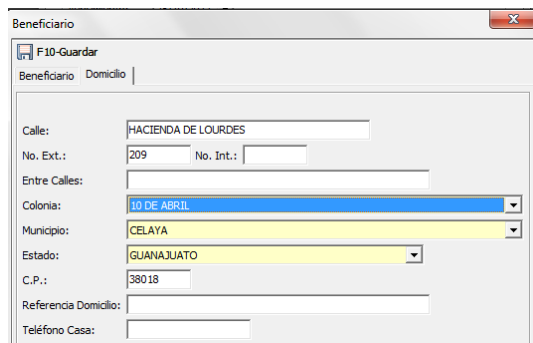 Beneficiario
F10-Guardar
Beneficiario Domicilio
Calle: HACIENDA DE LOURDES
No. Ext.: 209 No. Int.:
Entre Calles:
Colonia: 10 DE ABRIL
Municipio: CELAYA
Estado: GUANAJUATO
C.P.: 38018
Referencia Domicilio:
Teléfono Casa: